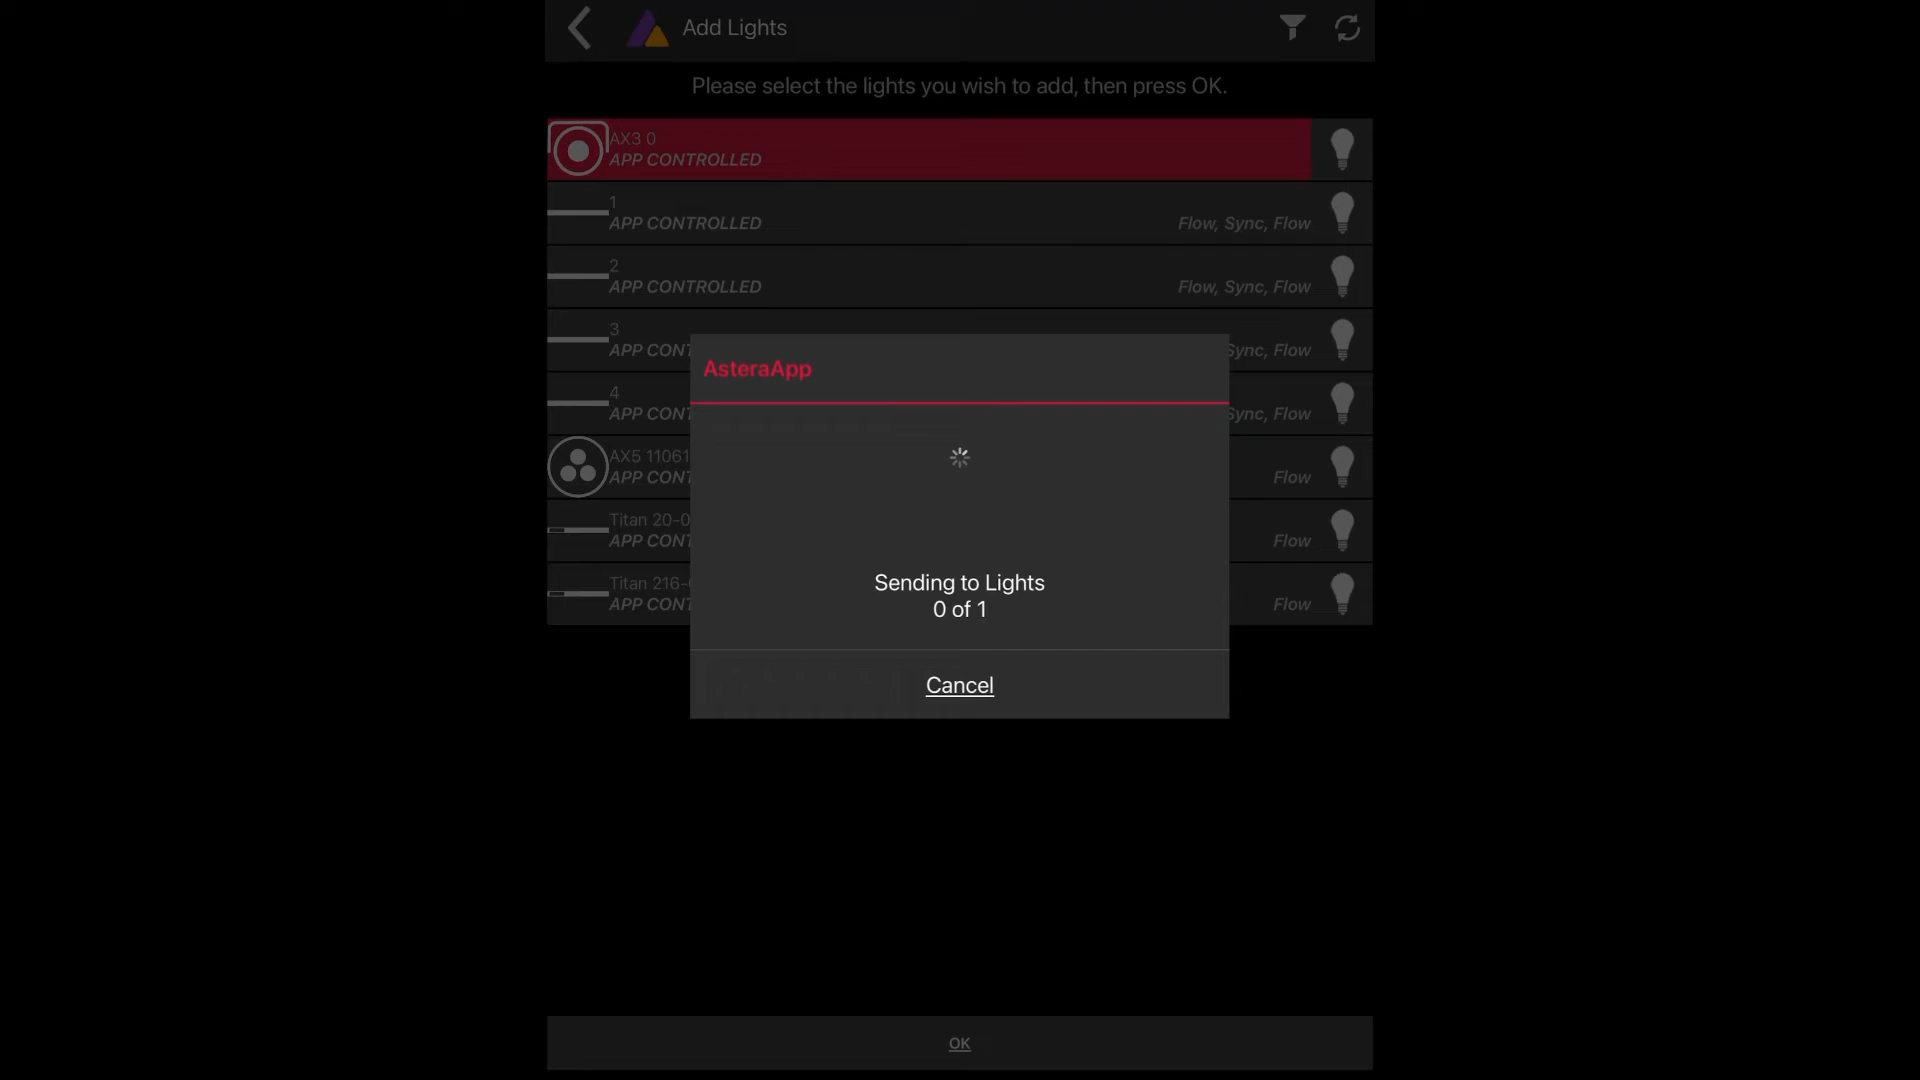 Add Lights
Please select the lights you wish to add, then press OK.
AX3 0
APP CONTROLLED
1
APP CONTROLLED Flow, Sync, Flow
2
APP CONTROLLED Flow, Sync, Flow
3
APP CONT Sync, Flow
4
APP CONT Sync, Flow
AX5 11061
APP CONT Flow
Titan 20-0
APP CONT Flow
Titan 216-
APP CONT Flow
AsteraApp
Sending to Lights
0 of 1
Cancel
OK